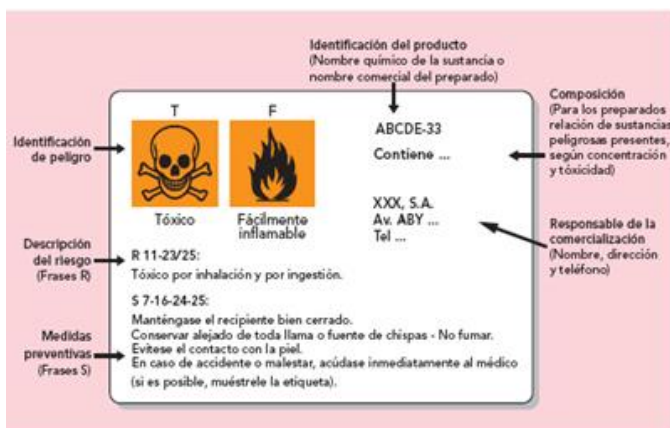 Identificación del producto
(Nombre químico de la sustancia o
nombre comercial del preparado)
Composición
(Para los preparados
relación de sustancias
peligrosas presentes,
según concentración
y tóxicidad)
Identificación
de peligro
T
F
Tóxico
Fácilmente
inflamable
ABCDE-33
Contiene ...
XXX, S.A.
Av. ABY ...
Tel ...
Responsable de la
comercialización
(Nombre, dirección
y teléfono)
Descripción
del riesgo
(Frases R)
R 11-23/25:
Tóxico por inhalación y por ingestión.
Medidas
preventivas
(Frases S)
S 7-16-24-25:
Manténgase el recipiente bien cerrado.
Conservar alejado de toda llama o fuente de chispas - No fumar.
Evítese el contacto con la piel.
En caso de accidente o malestar, acúdase inmediatamente al médico
(si es posible, muéstrele la etiqueta).